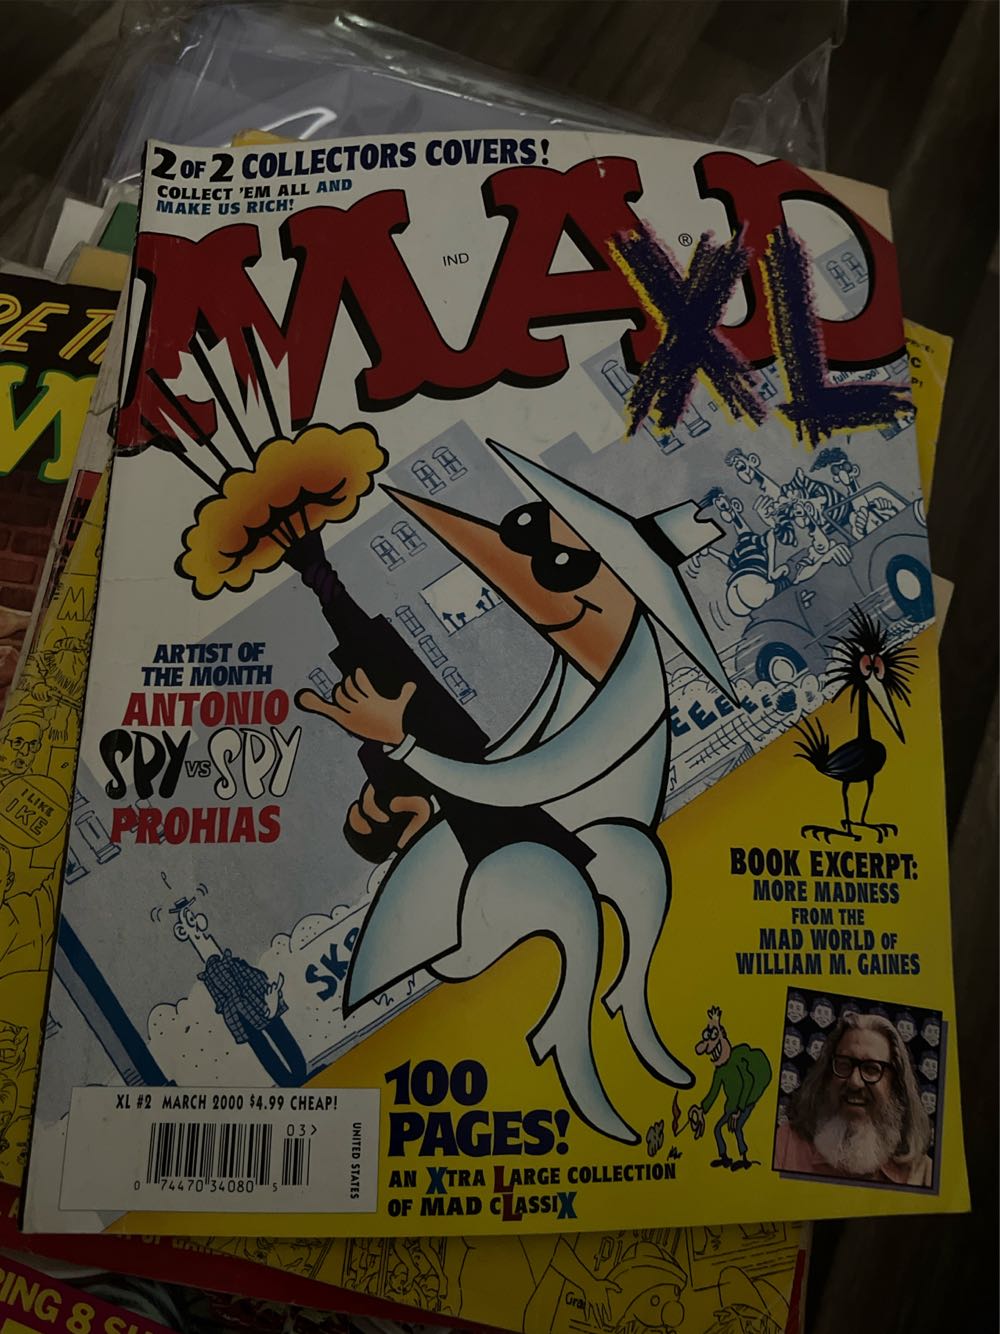 2 OF 2 COLLECTORS COVERS!
COLLECT 'EM ALL AND
MAKE US RICH!
MAD
IND
®
XL
ARTIST OF
THE MONTH
ANTONIO
SPY VS SPY
PROHIAS
EEEEEE
BOOK EXCERPT:
MORE MADNESS
FROM THE
MAD WORLD OF
WILLIAM M. GAINES
I LIKE
IKE
100
PAGES!
AN XTRA LARGE COLLECTION
OF MAD CLASSIX
XL #2 MARCH 2000 $4.99 CHEAP!
03>
0 74470 34080 5
UNITED STATES